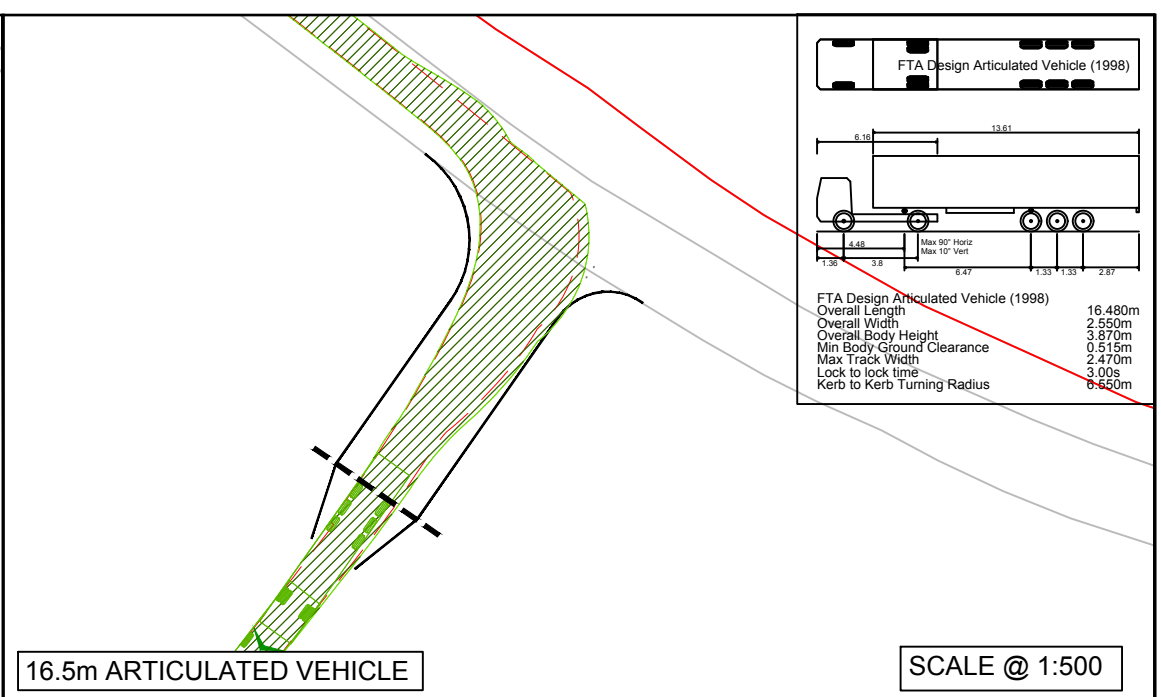 FTA Design Articulated Vehicle (1998)
13.61
6.16
4.48
Max 90° Horiz
Max 10° Vert
1.36
3.8
6.47
1.33
1.33
2.87
FTA Design Articulated Vehicle (1998)
Overall Length 16.480m
Overall Width 2.550m
Overall Body Height 3.870m
Min Body Ground Clearance 0.515m
Max Track Width 2.470m
Lock to lock time 3.00s
Kerb to Kerb Turning Radius 6.550m
16.5m ARTICULATED VEHICLE
SCALE @ 1:500